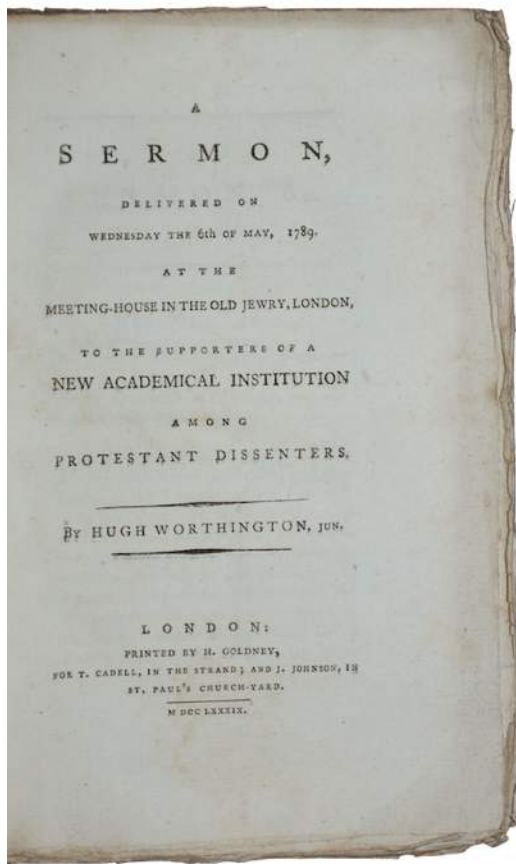 A
SERMON,
DELIVERED ON
WEDNESDAY THE 6th OF MAY, 1789.
AT THE
MEETING-HOUSE IN THE OLD JEWRY, LONDON,
TO THE SUPPORTERS OF A
NEW ACADEMICAL INSTITUTION
AMONG
PROTESTANT DISSENTERS.
BY HUGH WORTHINGTON, JUN.
LONDON:
PRINTED BY H. GOLDNEY,
FOR T. CADELL, IN THE STRAND; AND J. JOHNSON, IN
ST. PAUL'S CHURCH-YARD.
M DCC LXXXIX.